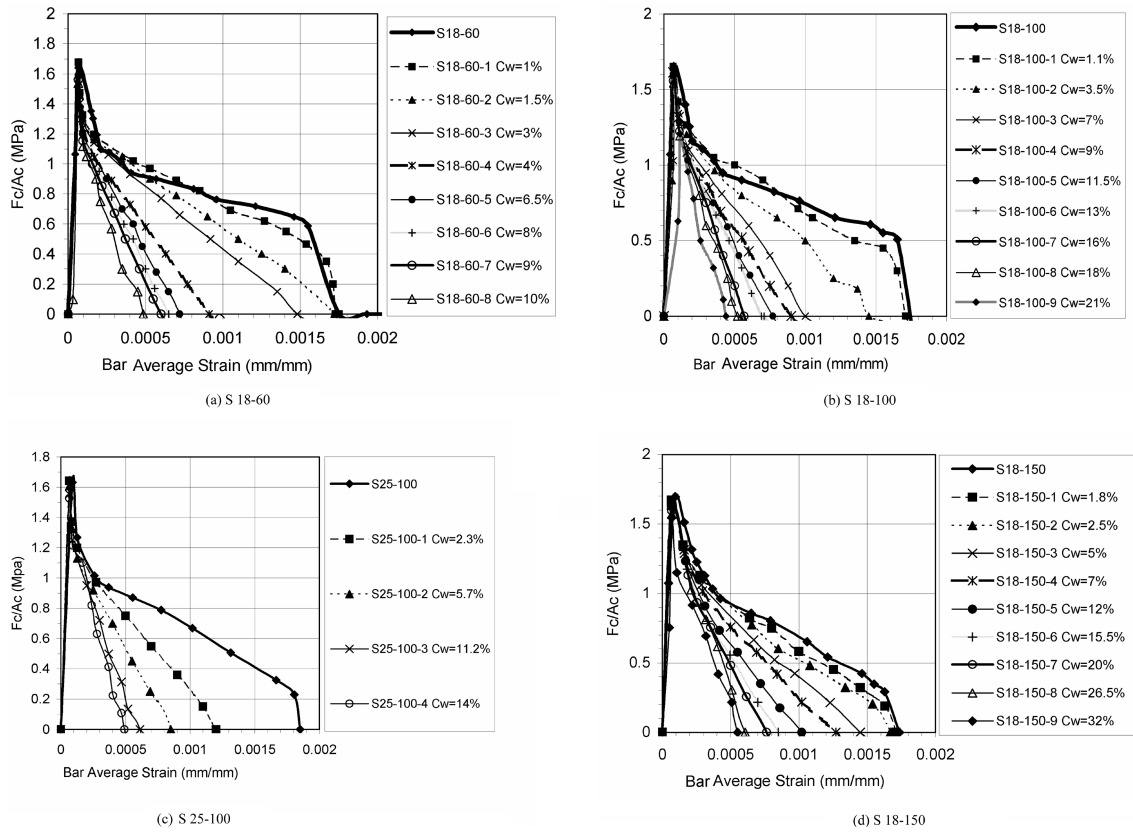 2
1.8
1.6
1.4
1.2
1
0.8
0.6
0.4
0.2
0
Fc/Ac (MPa)
0 0.0005 0.001 0.0015 0.002
Bar Average Strain (mm/mm)
S18-60
S18-60-1 Cw=1%
S18-60-2 Cw=1.5%
S18-60-3 Cw=3%
S18-60-4 Cw=4%
S18-60-5 Cw=6.5%
S18-60-6 Cw=8%
S18-60-7 Cw=9%
S18-60-8 Cw=10%
(a) S 18-60
2
1.5
1
0.5
0
Fc/Ac (MPa)
0 0.0005 0.001 0.0015 0.002
Bar Average Strain (mm/mm)
S18-100
S18-100-1 Cw=1.1%
S18-100-2 Cw=3.5%
S18-100-3 Cw=7%
S18-100-4 Cw=9%
S18-100-5 Cw=11.5%
S18-100-6 Cw=13%
S18-100-7 Cw=16%
S18-100-8 Cw=18%
S18-100-9 Cw=21%
(b) S 18-100
1.8
1.6
1.4
1.2
1
0.8
0.6
0.4
0.2
0
Fc/Ac (Mpa)
0 0.0005 0.001 0.0015 0.002
Bar Average Strain (mm/mm)
S25-100
S25-100-1 Cw=2.3%
S25-100-2 Cw=5.7%
S25-100-3 Cw=11.2%
S25-100-4 Cw=14%
(c) S 25-100
2
1.5
1
0.5
0
Fc/Ac (MPa)
0 0.0005 0.001 0.0015 0.002
Bar Average Strain (mm/mm)
S18-150
S18-150-1 Cw=1.8%
S18-150-2 Cw=2.5%
S18-150-3 Cw=5%
S18-150-4 Cw=7%
S18-150-5 Cw=12%
S18-150-6 Cw=15.5%
S18-150-7 Cw=20%
S18-150-8 Cw=26.5%
S18-150-9 Cw=32%
(d) S 18-150